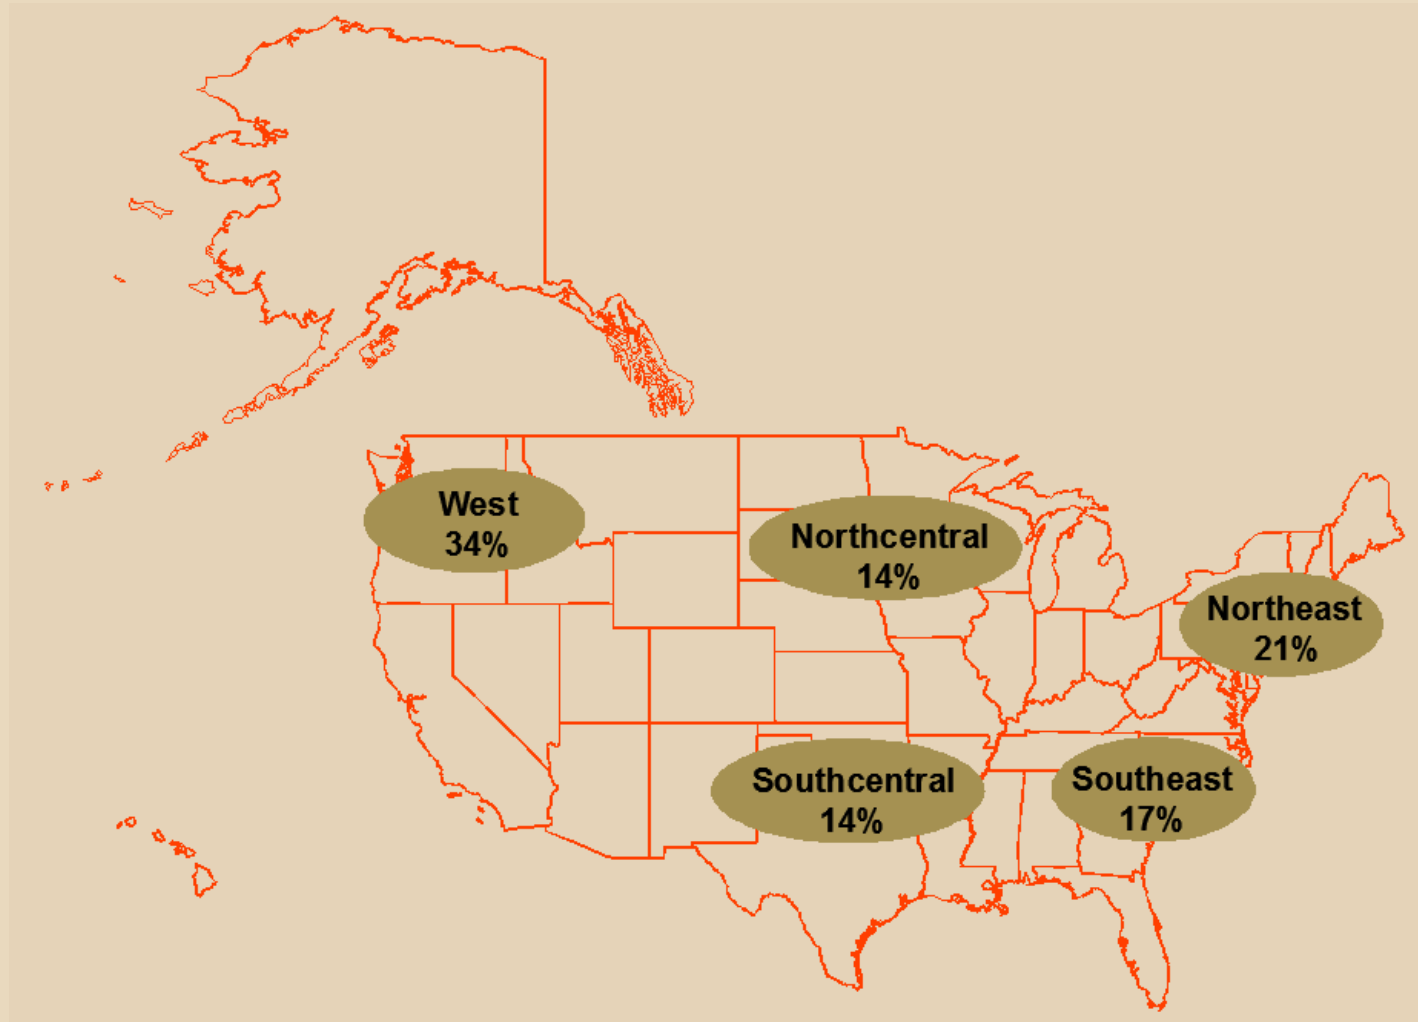 West
34%
Northcentral
14%
Northeast
21%
Southcentral
14%
Southeast
17%